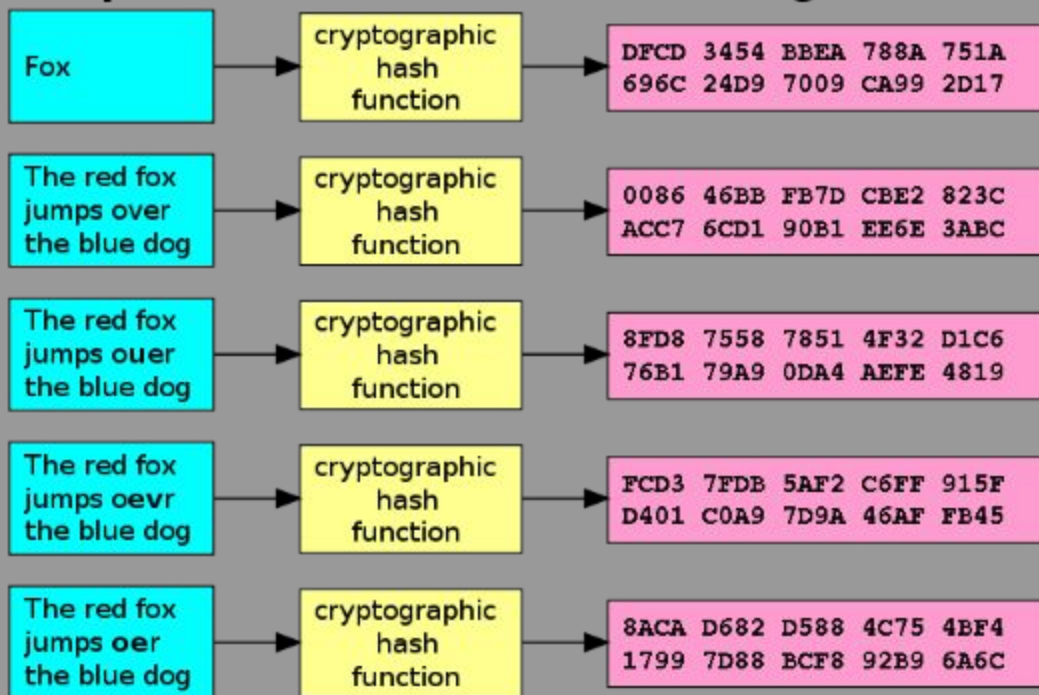 Fox
cryptographic
hash
function
DFCD 3454 BBEA 788A 751A
696C 24D9 7009 CA99 2D17
The red fox
jumps over
the blue dog
cryptographic
hash
function
0086 46BB FB7D CBE2 823C
ACC7 6CD1 90B1 EE6E 3ABC
The red fox
jumps ouer
the blue dog
cryptographic
hash
function
8FD8 7558 7851 4F32 D1C6
76B1 79A9 0DA4 AEFE 4819
The red fox
jumps oevr
the blue dog
cryptographic
hash
function
FCD3 7FDB 5AF2 C6FF 915F
D401 C0A9 7D9A 46AF FB45
The red fox
jumps oer
the blue dog
cryptographic
hash
function
8ACA D682 D588 4C75 4BF4
1799 7D88 BCF8 92B9 6A6C